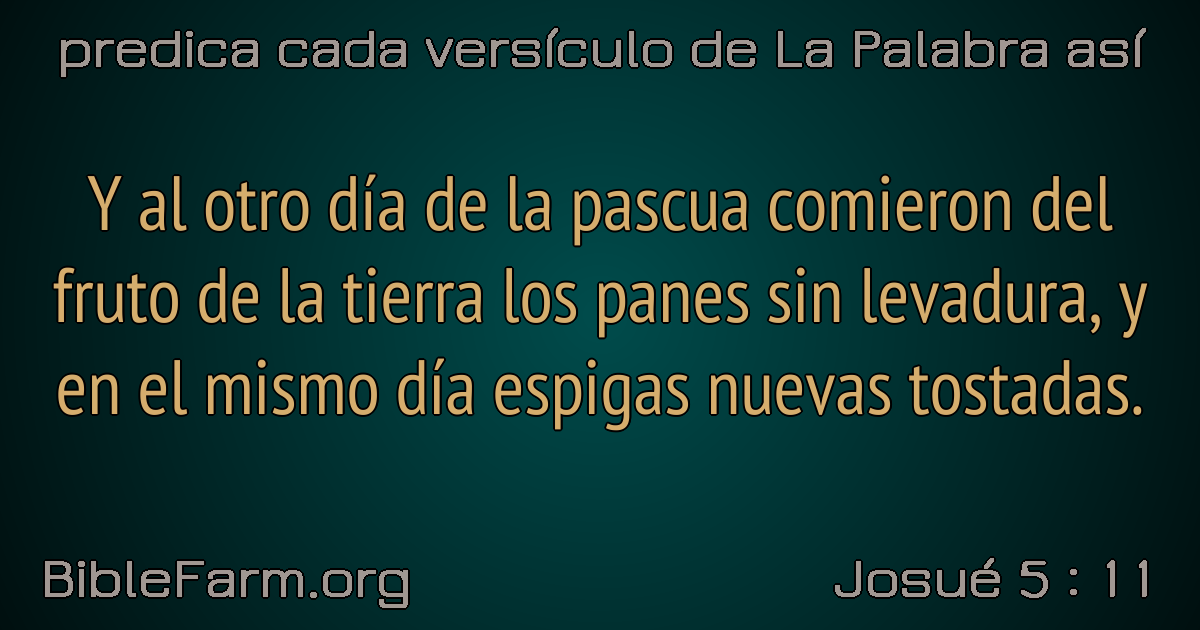 predica cada versículo de La Palabra así
Y al otro día de la pascua comieron del
fruto de la tierra los panes sin levadura, y
en el mismo día espigas nuevas tostadas.
BibleFarm.org
Josué 5 : 11